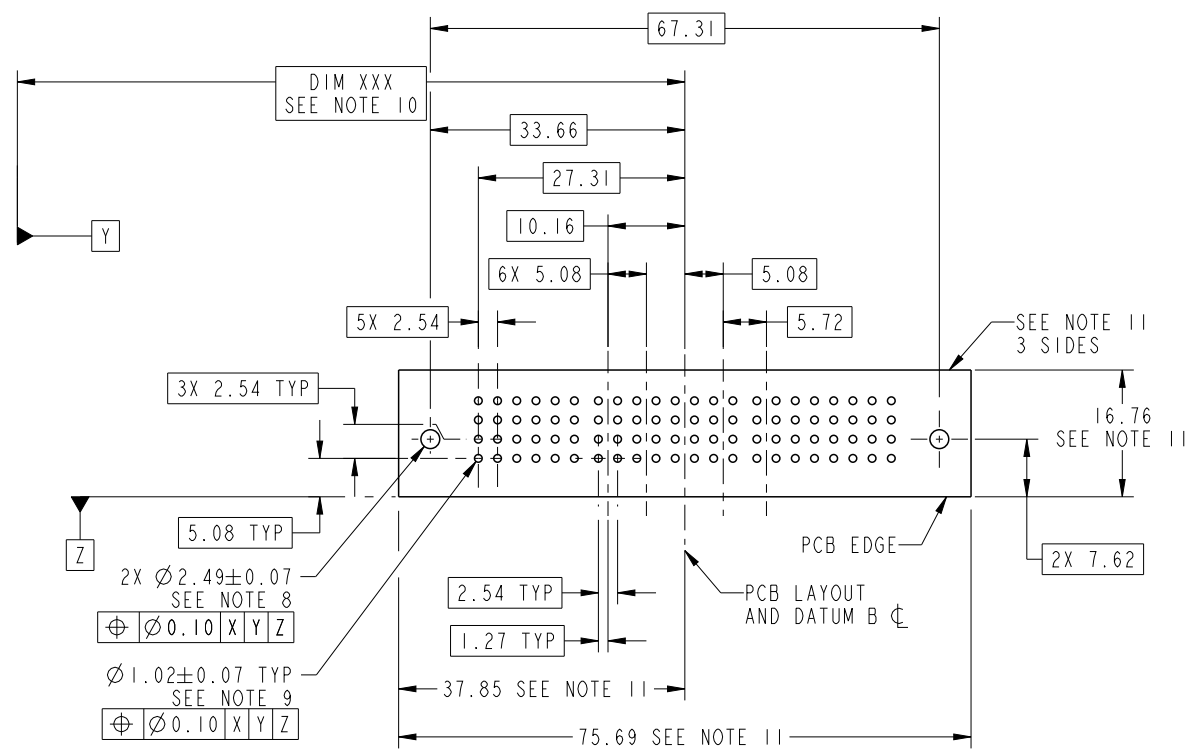 67.31
DIM XXX
SEE NOTE 10
33.66
27.31
Y
10.16
6X 5.08
5.08
5X 2.54
5.72
SEE NOTE 11
3 SIDES
3X 2.54 TYP
16.76
SEE NOTE 11
5.08 TYP
Z
PCB EDGE
2X 7.62
2X ∅2.49±0.07
SEE NOTE 8
⌖ ∅0.10 X Y Z
2.54 TYP
PCB LAYOUT
AND DATUM B ℄
1.27 TYP
∅1.02±0.07 TYP
SEE NOTE 9
⌖ ∅0.10 X Y Z
37.85 SEE NOTE 11
75.69 SEE NOTE 11